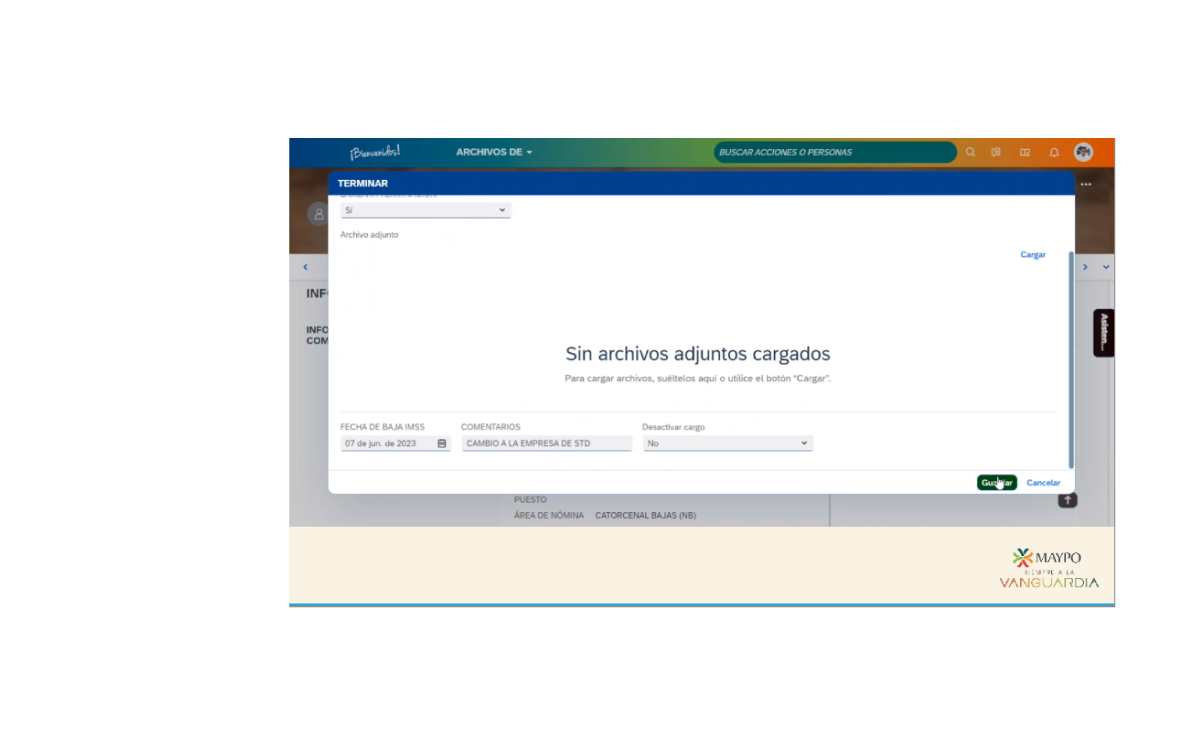 ¡Bienvenidos!
ARCHIVOS DE
BUSCAR ACCIONES O PERSONAS
TERMINAR
Sí
Archivo adjunto
Cargar
INF
INFO
COM
Asisten...
Sin archivos adjuntos cargados
Para cargar archivos, suéltelos aquí o utilice el botón "Cargar".
FECHA DE BAJA IMSS COMENTARIOS Desactivar cargo
07 de jun. de 2023 CAMBIO A LA EMPRESA DE STD No
Guardar Cancelar
PUESTO
ÁREA DE NÓMINA CATORCENAL BAJAS (NB)
MAYPO
SIEMPRE A LA
VANGUARDIA